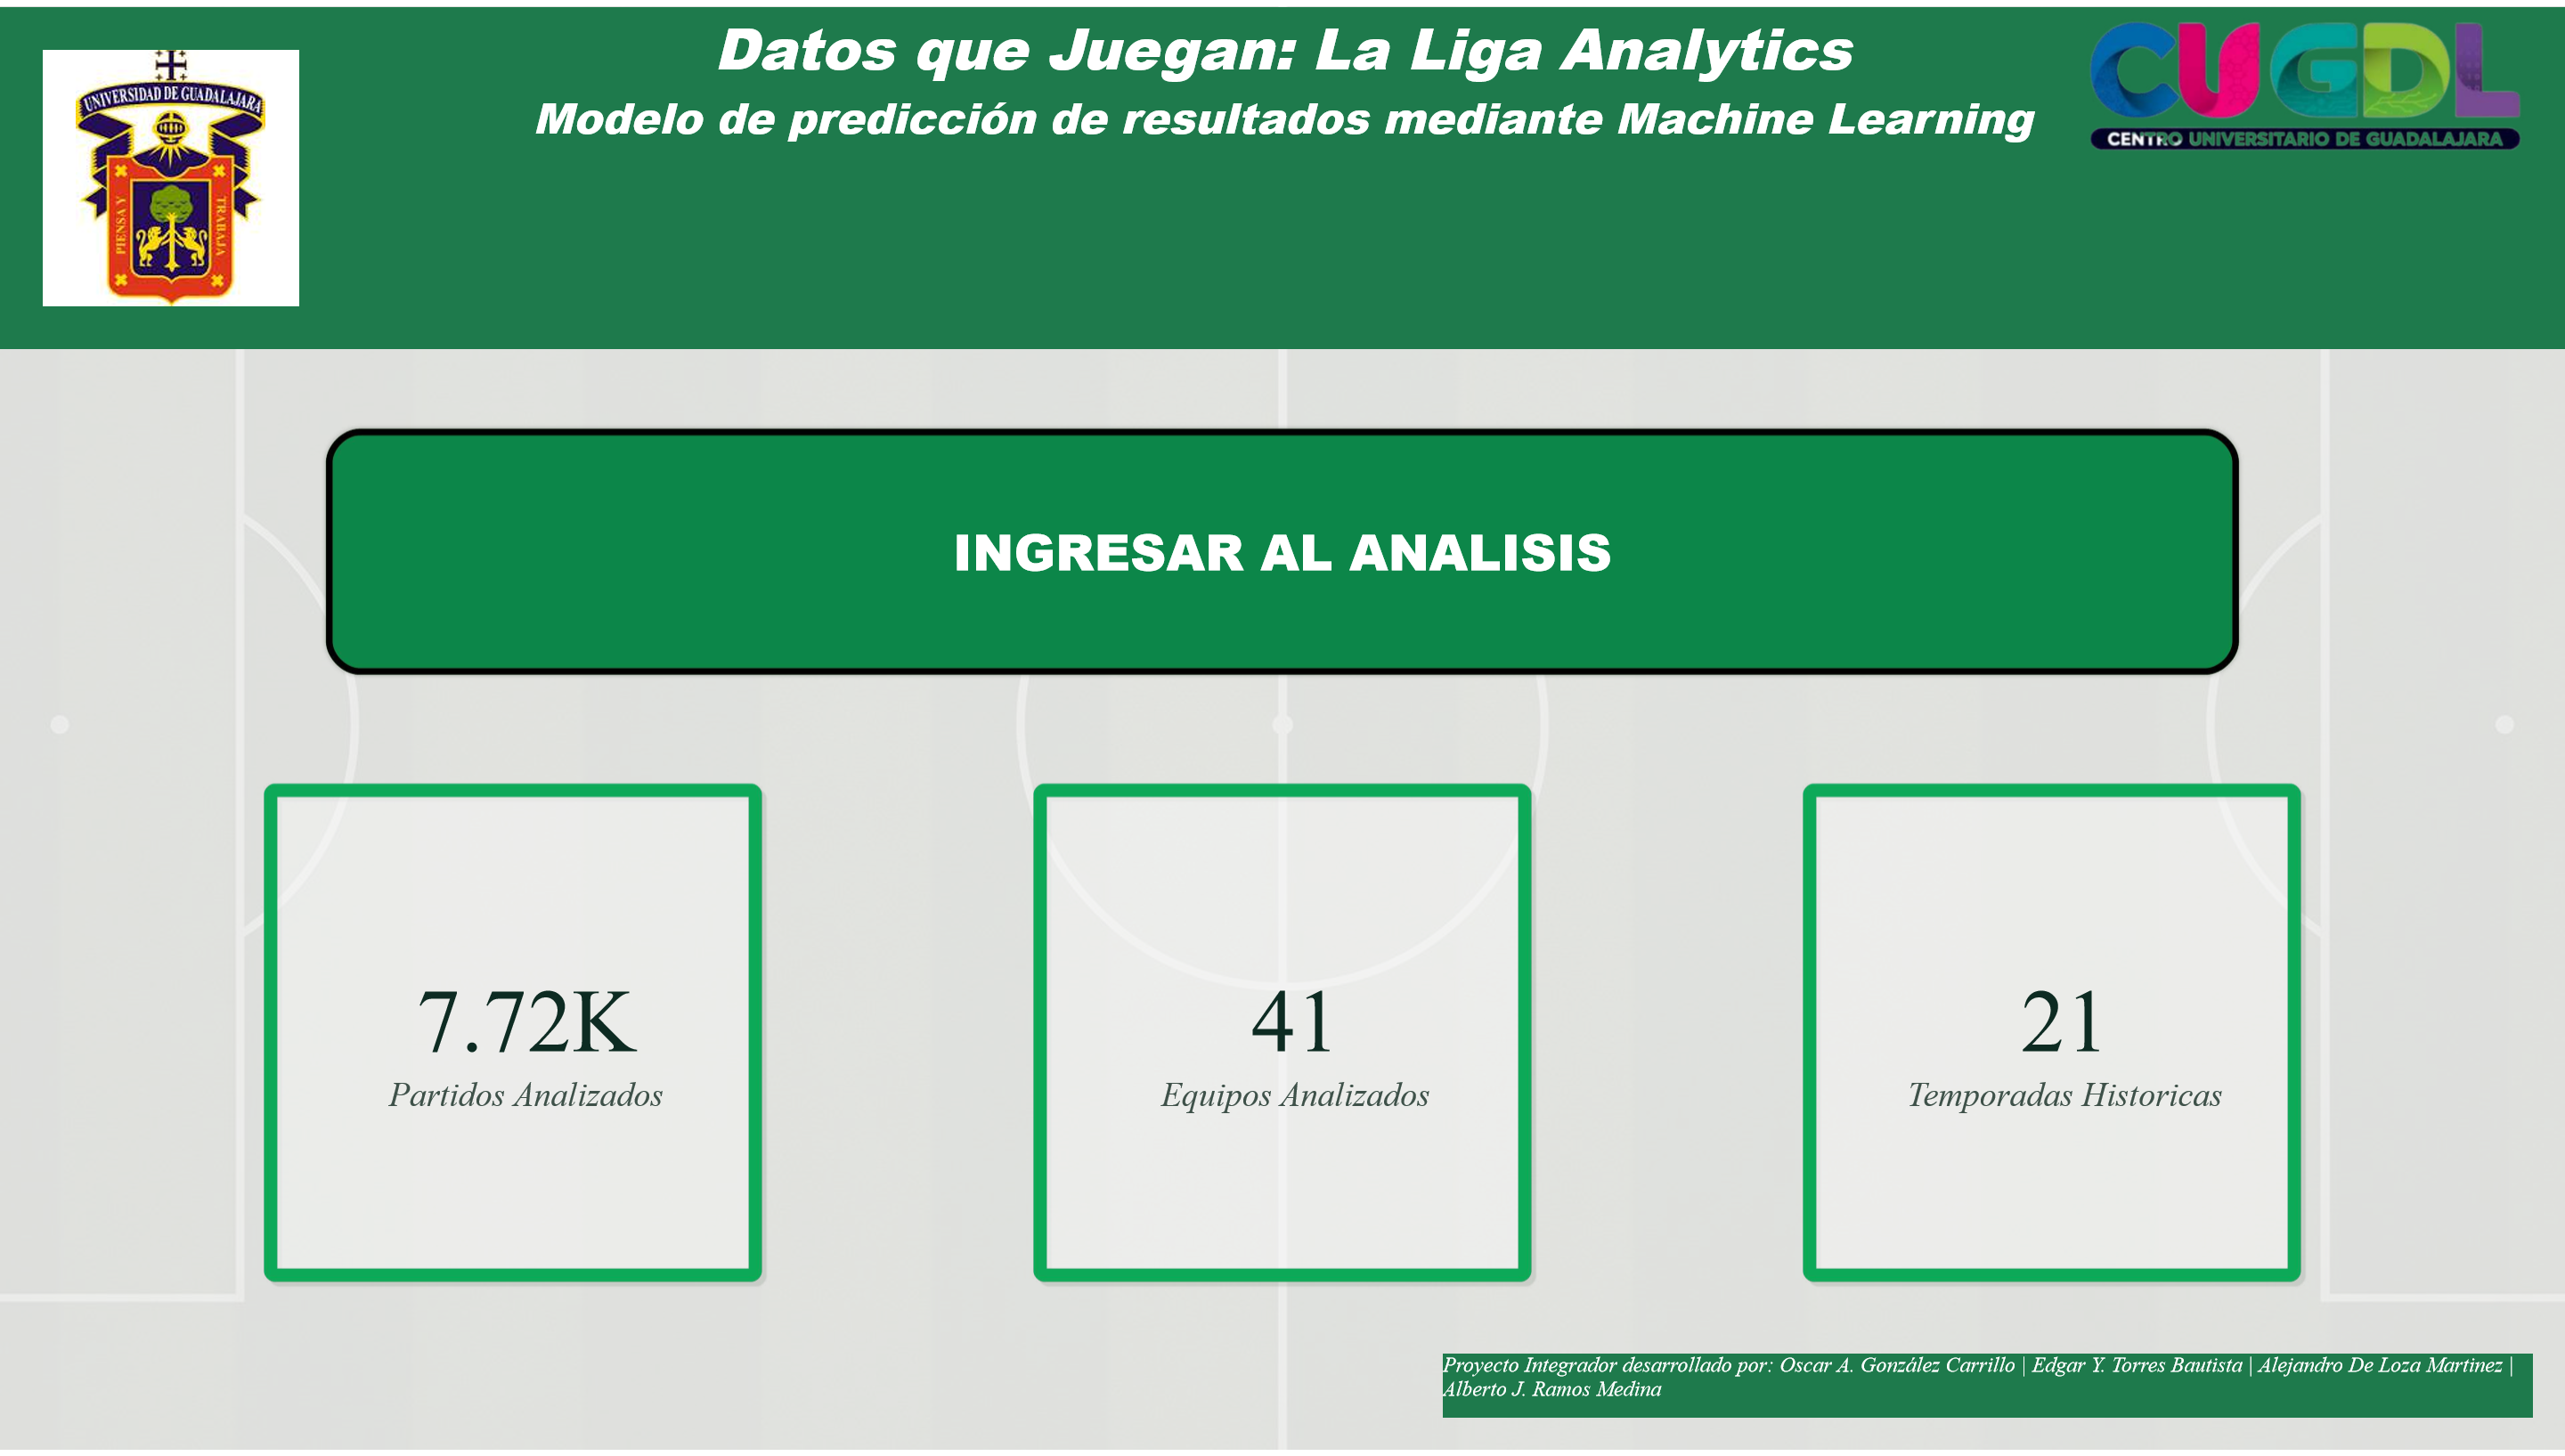 Datos que Juegan: La Liga Analytics
Modelo de predicción de resultados mediante Machine Learning
UNIVERSIDAD DE GUADALAJARA
PIENSA Y
TRABAJA
CUGDL
CENTRO UNIVERSITARIO DE GUADALAJARA
INGRESAR AL ANALISIS
7.72K
Partidos Analizados
41
Equipos Analizados
21
Temporadas Historicas
Proyecto Integrador desarrollado por: Oscar A. González Carrillo | Edgar Y. Torres Bautista | Alejandro De Loza Martinez |
Alberto J. Ramos Medina